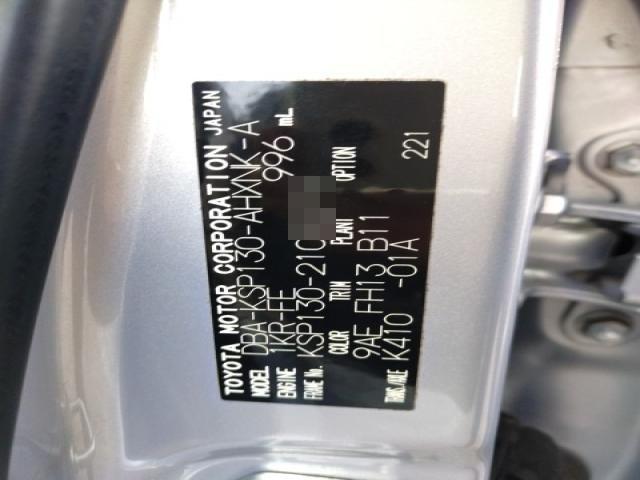 TOYOTA MOTOR CORPORATION JAPAN
MODEL DBA-KSP130-AHXNK-A
ENGINE 1KR-FE 996 mL
FRAME No. KSP130-210
COLOR TRIM PLANT OPTION
9AE FH13 B11 221
TRANS./AXLE K410 -01A